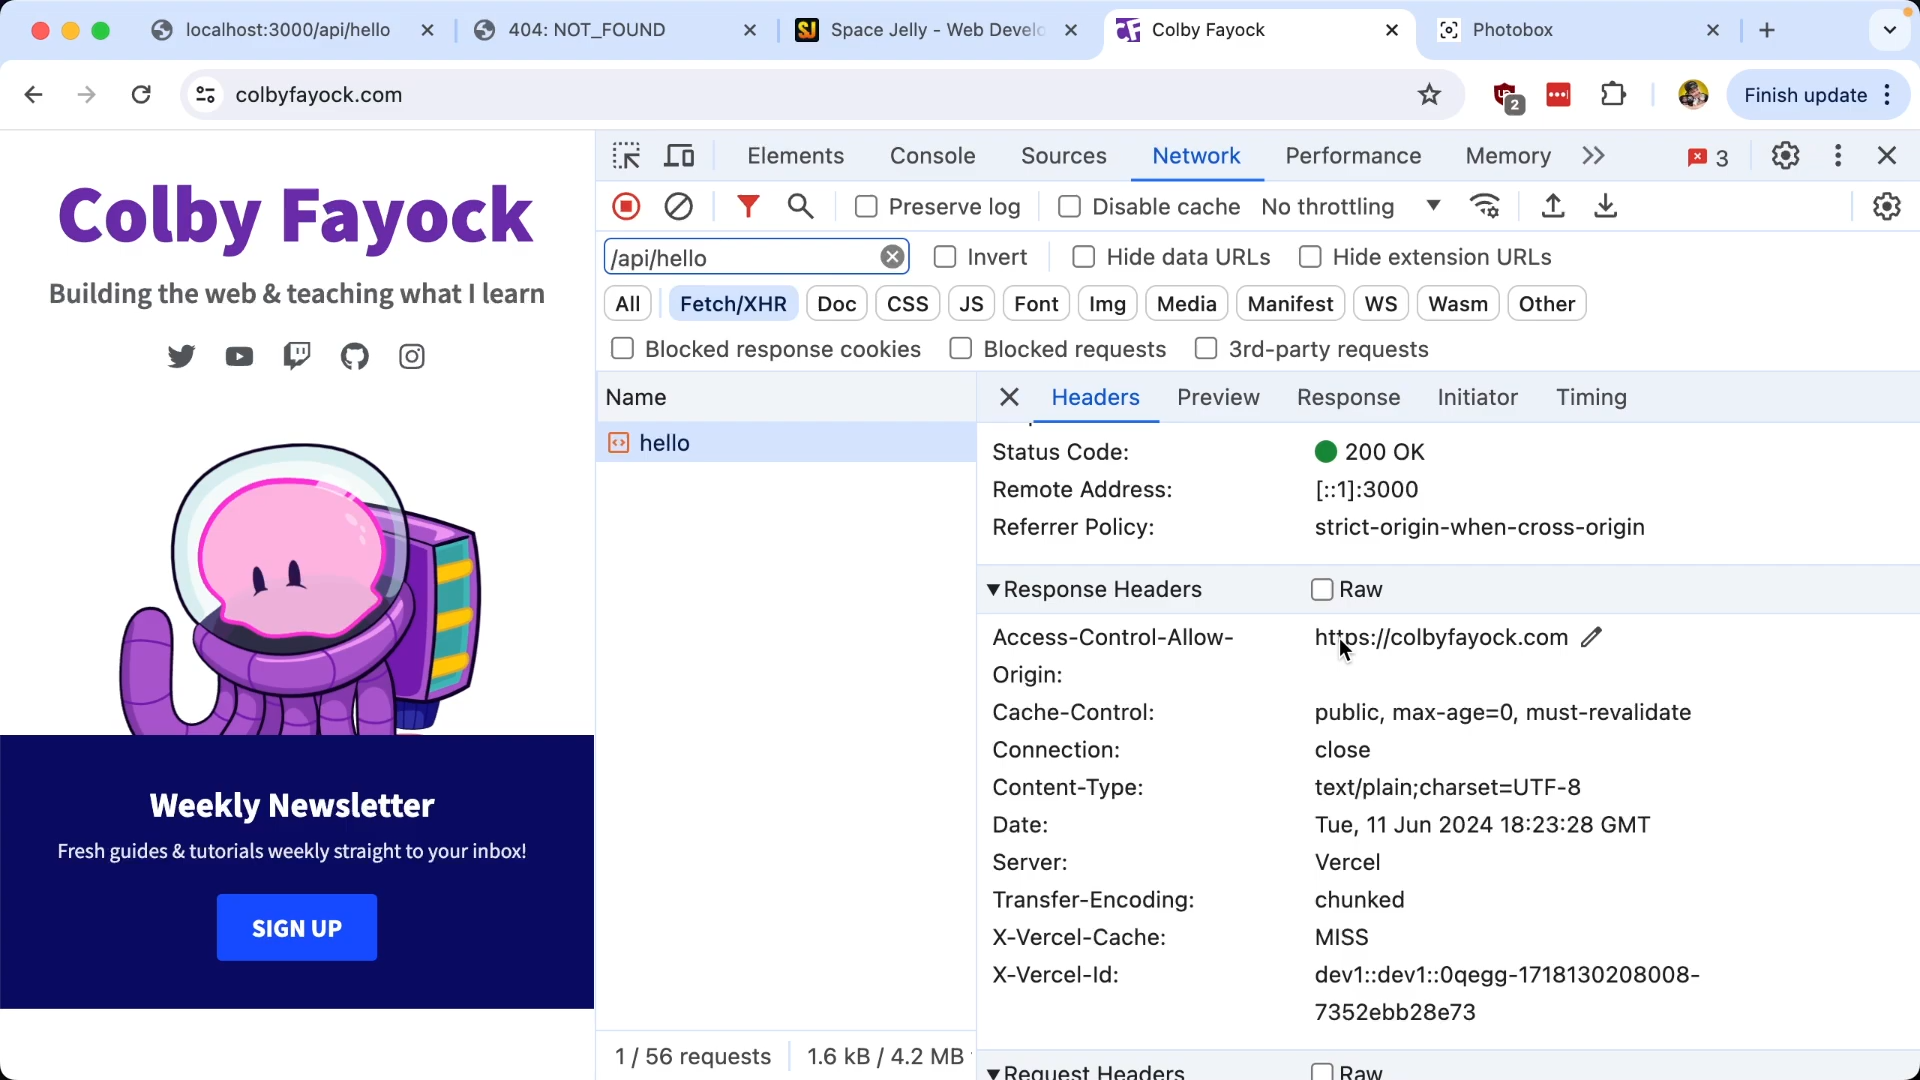 localhost:3000/api/hello
404: NOT_FOUND
Space Jelly - Web Develo
Colby Fayock
Photobox
colbyfayock.com
2
Finish update
Elements
Console
Sources
Network
Performance
Memory
3
Preserve log
Disable cache
No throttling
/api/hello
Invert
Hide data URLs
Hide extension URLs
All
Fetch/XHR
Doc
CSS
JS
Font
Img
Media
Manifest
WS
Wasm
Other
Blocked response cookies
Blocked requests
3rd-party requests
Name
hello
1 / 56 requests
1.6 kB / 4.2 MB
Headers
Preview
Response
Initiator
Timing
Status Code: 200 OK
Remote Address: [::1]:3000
Referrer Policy: strict-origin-when-cross-origin
Response Headers Raw
Access-Control-Allow- https://colbyfayock.com
Origin:
Cache-Control: public, max-age=0, must-revalidate
Connection: close
Content-Type: text/plain;charset=UTF-8
Date: Tue, 11 Jun 2024 18:23:28 GMT
Server: Vercel
Transfer-Encoding: chunked
X-Vercel-Cache: MISS
X-Vercel-Id: dev1::dev1::0qegg-1718130208008-
7352ebb28e73
Request Headers Raw
Colby Fayock
Building the web & teaching what I learn
Weekly Newsletter
Fresh guides & tutorials weekly straight to your inbox!
SIGN UP